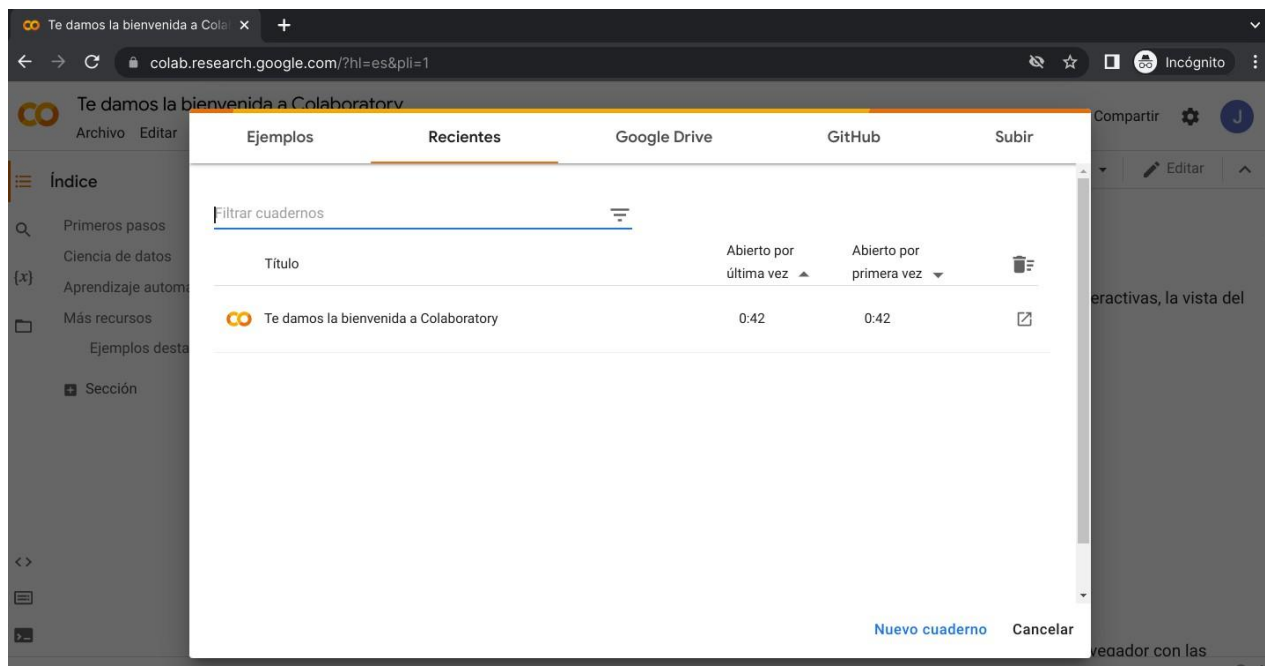 Te damos la bienvenida a Cola
colab.research.google.com/?hl=es&pli=1
Incógnito
Te damos la bienvenida a Colaboratory
Archivo Editar
Compartir
J
Ejemplos Recientes Google Drive GitHub Subir
Editar
Índice
Primeros pasos
Ciencia de datos
Aprendizaje automa
Más recursos
Ejemplos desta
Sección
{x}
Filtrar cuadernos
Título
Abierto por
última vez
Abierto por
primera vez
Te damos la bienvenida a Colaboratory 0:42 0:42
eractivas, la vista del
Nuevo cuaderno Cancelar
vegador con las